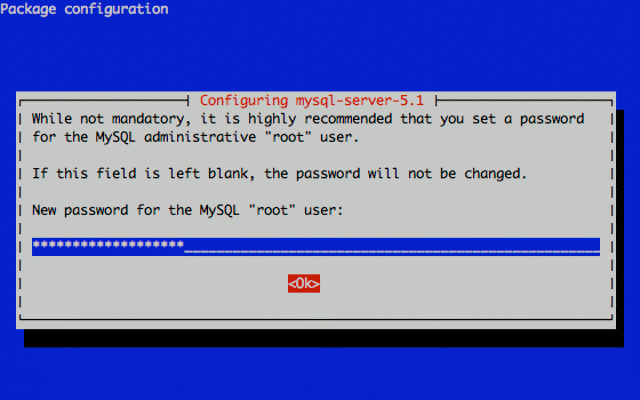 Package configuration
Configuring mysql-server-5.1
While not mandatory, it is highly recommended that you set a password
for the MySQL administrative "root" user.
If this field is left blank, the password will not be changed.
New password for the MySQL "root" user:
*******************
<Ok>